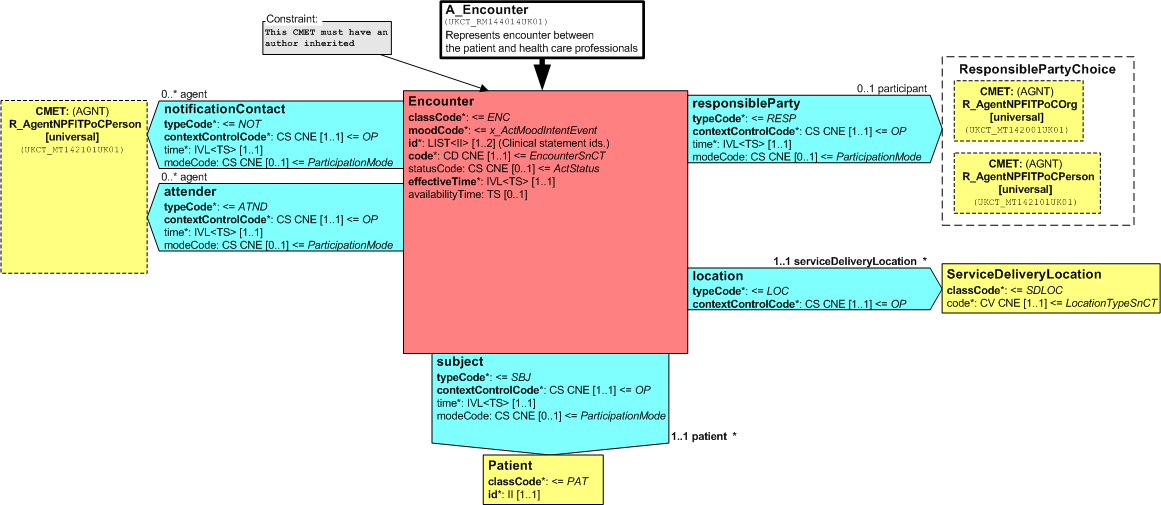 Constraint:
This CMET must have an
author inherited
A_Encounter
(UKCT_RM144014UK01)
Represents encounter between
the patient and health care professionals
0..* agent
CMET: (AGNT)
R_AgentNPFITPoCPerson
[universal]
(UKCT_MT142101UK01)
notificationContact
typeCode*: <= NOT
contextControlCode*: CS CNE [1..1] <= OP
time*: IVL<TS> [1..1]
modeCode: CS CNE [0..1] <= ParticipationMode
0..* agent
attender
typeCode*: <= ATND
contextControlCode*: CS CNE [1..1] <= OP
time*: IVL<TS> [1..1]
modeCode: CS CNE [0..1] <= ParticipationMode
Encounter
classCode*: <= ENC
moodCode*: <= x_ActMoodIntentEvent
id*: LIST<II> [1..2] (Clinical statement ids.)
code*: CD CNE [1..1] <= EncounterSnCT
statusCode: CS CNE [0..1] <= ActStatus
effectiveTime*: IVL<TS> [1..1]
availabilityTime: TS [0..1]
0..1 participant
responsibleParty
typeCode*: <= RESP
contextControlCode*: CS CNE [1..1] <= OP
time*: IVL<TS> [1..1]
modeCode*: CS CNE [0..1] <= ParticipationMode
ResponsiblePartyChoice
CMET: (AGNT)
R_AgentNPFITPoCOrg
[universal]
(UKCT_MT142001UK01)
CMET: (AGNT)
R_AgentNPFITPoCPerson
[universal]
(UKCT_MT142101UK01)
1..1 serviceDeliveryLocation *
location
typeCode*: <= LOC
contextControlCode*: CS CNE [1..1] <= OP
ServiceDeliveryLocation
classCode*: <= SDLOC
code*: CV CNE [1..1] <= LocationTypeSnCT
subject
typeCode*: <= SBJ
contextControlCode*: CS CNE [1..1] <= OP
time*: IVL<TS> [1..1]
modeCode: CS CNE [0..1] <= ParticipationMode
1..1 patient *
Patient
classCode*: <= PAT
id*: II [1..1]